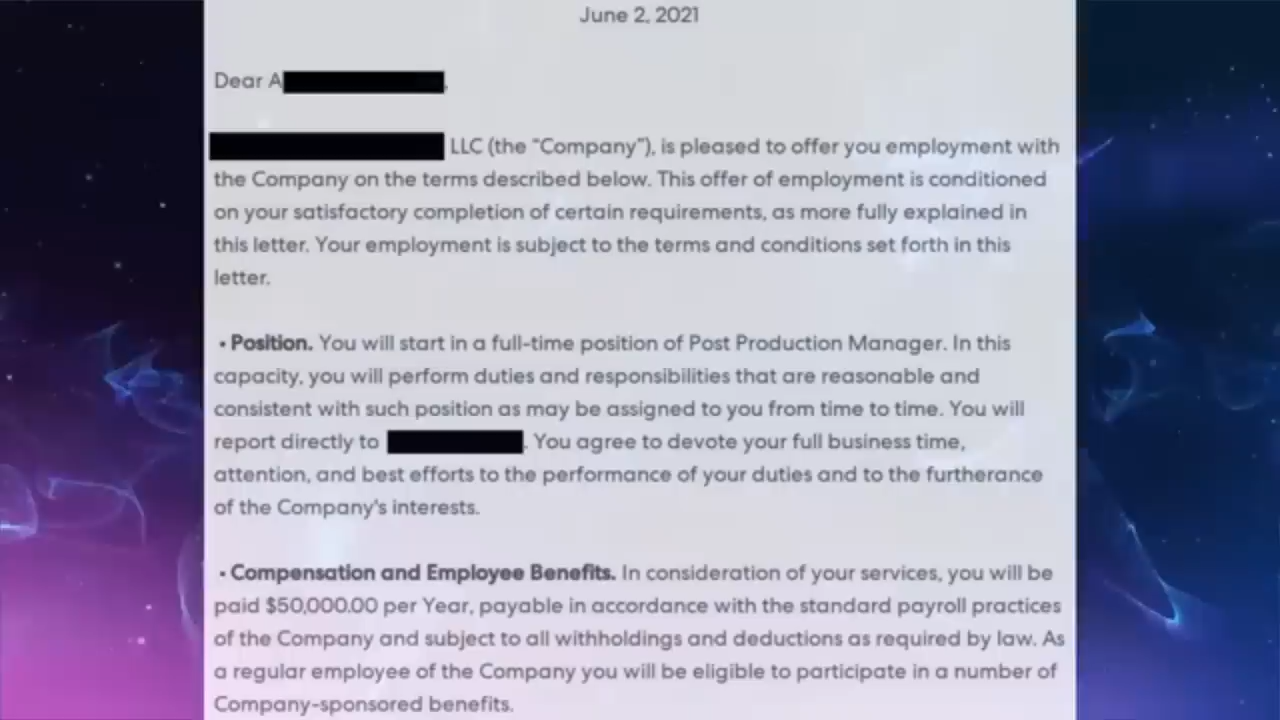 June 2, 2021
Dear A
LLC (the “Company”), is pleased to offer you employment with
the Company on the terms described below. This offer of employment is conditioned
on your satisfactory completion of certain requirements, as more fully explained in
this letter. Your employment is subject to the terms and conditions set forth in this
letter.
• Position. You will start in a full-time position of Post Production Manager. In this
capacity, you will perform duties and responsibilities that are reasonable and
consistent with such position as may be assigned to you from time to time. You will
report directly to . You agree to devote your full business time,
attention, and best efforts to the performance of your duties and to the furtherance
of the Company's interests.
• Compensation and Employee Benefits. In consideration of your services, you will be
paid $50,000.00 per Year, payable in accordance with the standard payroll practices
of the Company and subject to all withholdings and deductions as required by law. As
a regular employee of the Company you will be eligible to participate in a number of
Company-sponsored benefits.